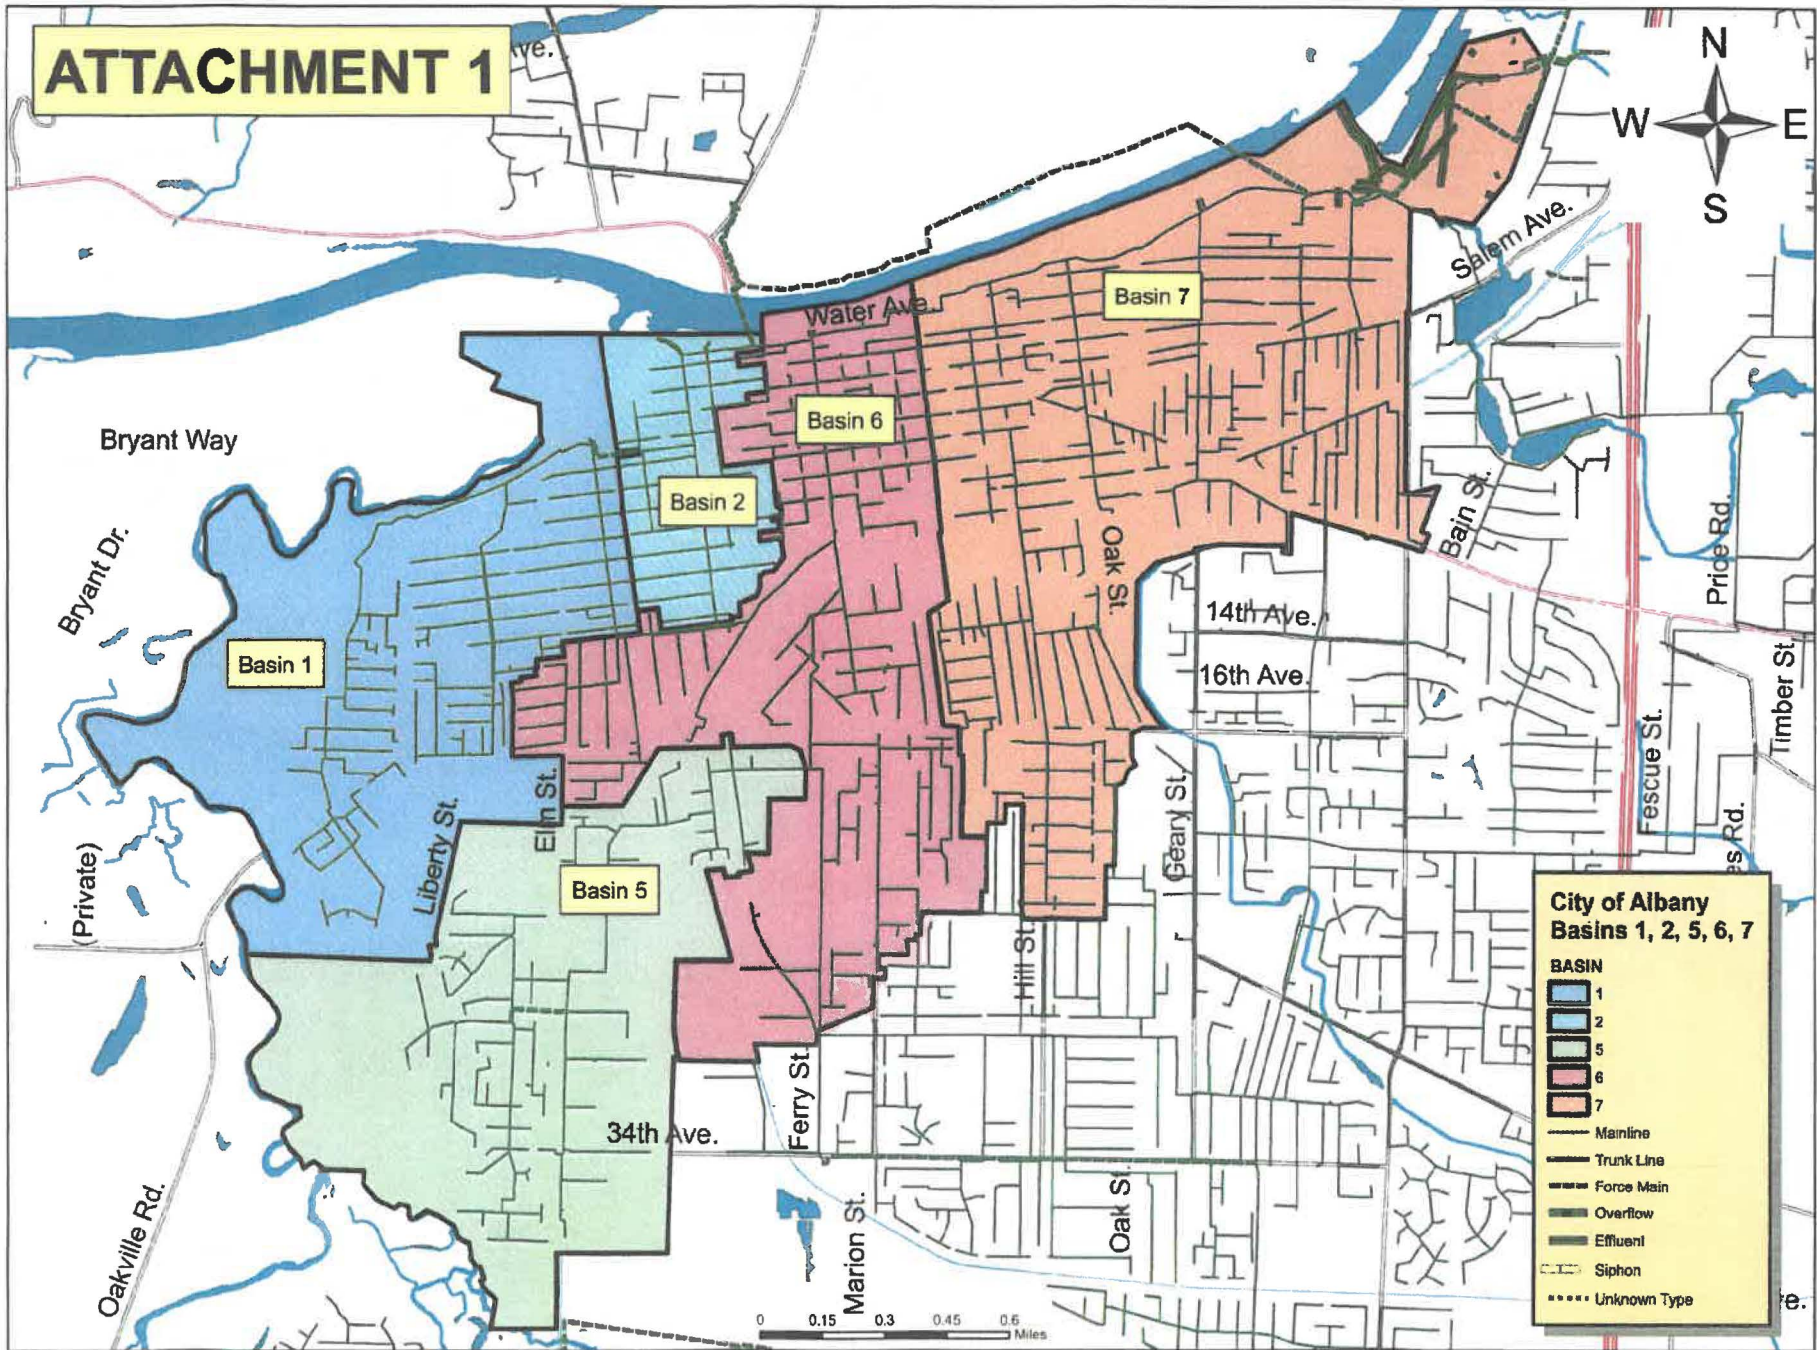 ATTACHMENT 1
ve.
N
W E
S
Salem Ave.
Water Ave.
Basin 7
Basin 6
Bryant Way
Basin 2
Bain St.
Price Rd.
Oak St.
Bryant Dr.
14th Ave.
Basin 1
16th Ave.
Timber St
Fescue St.
Elm St.
Liberty St.
Geary St.
es Rd.
(Private)
Basin 5
Hill St.
Ferry St.
34th Ave.
Oak St.
Marion St.
Oakville Rd.
City of Albany
Basins 1, 2, 5, 6, 7
BASIN
1
2
5
6
7
Mainline
Trunk Line
Force Main
Overflow
Effluent
Siphon
Unknown Type
e.
0 0.15 0.3 0.45 0.6
Miles